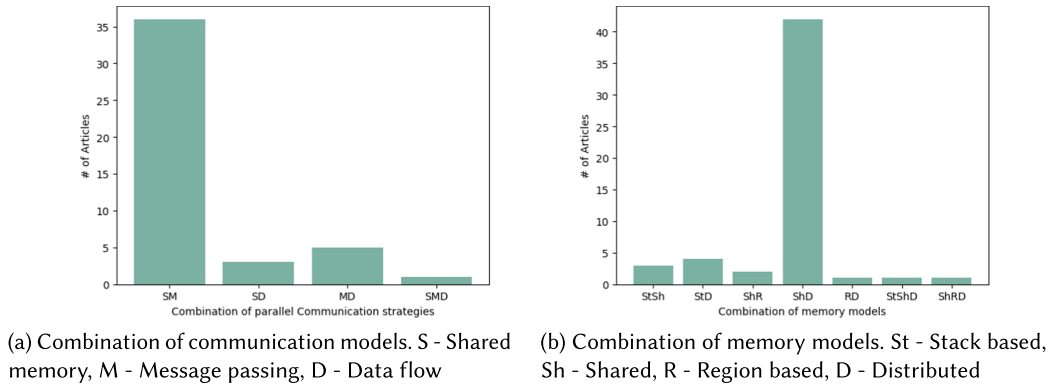 35
30
25
20
15
10
5
0
# of Articles
SM SD MD SMD
Combination of parallel Communication strategies
40
35
30
25
20
15
10
5
0
# of Articles
StSh StD ShR ShD RD StShD ShRD
Combination of memory models
(a) Combination of communication models. S - Shared
memory, M - Message passing, D - Data flow
(b) Combination of memory models. St - Stack based,
Sh - Shared, R - Region based, D - Distributed